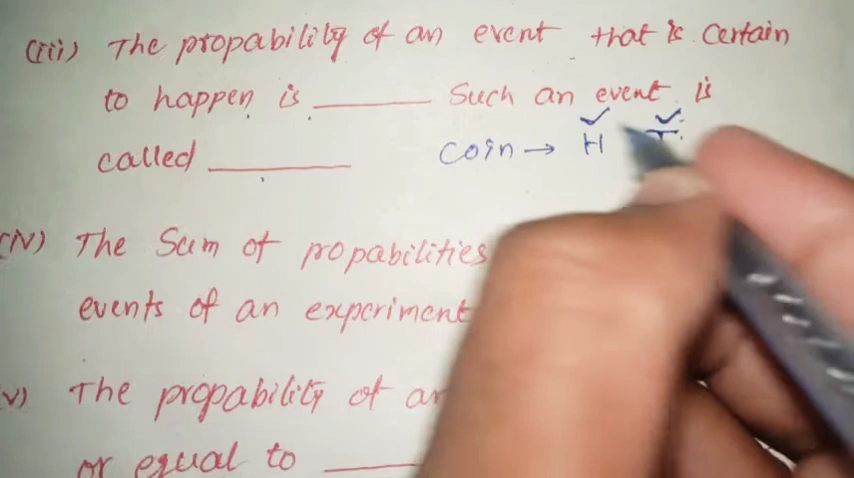 (iii) The propability of an event that is certain
to happen is ______ Such an event is
called ______ coin → H T
(iv) The Sum of propabilities
events of an experiment
The propability of
or equal to ______